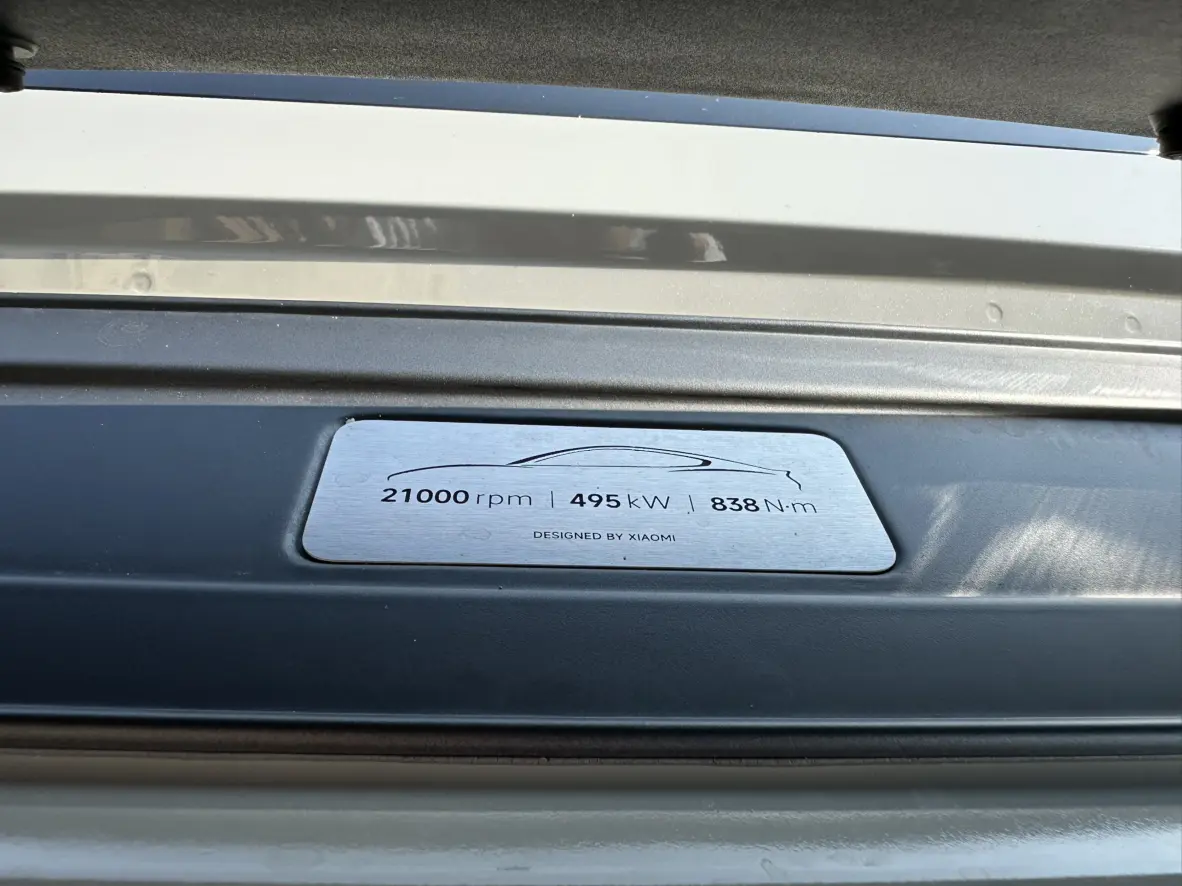 21000 rpm | 495 kW | 838 N·m
DESIGNED BY XIAOMI